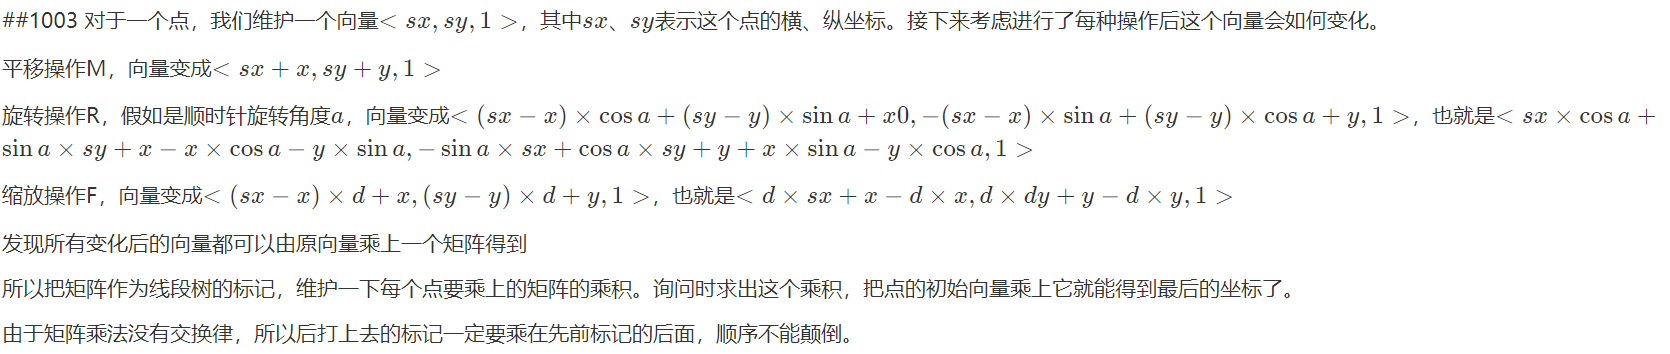 ##1003 对于一个点，我们维护一个向量< sx, sy, 1 >，其中sx、sy表示这个点的横、纵坐标。接下来考虑进行了每种操作后这个向量会如何变化。
平移操作M，向量变成< sx + x, sy + y, 1 >
旋转操作R，假如是顺时针旋转角度a，向量变成< (sx − x) × cos a + (sy − y) × sin a + x0, −(sx − x) × sin a + (sy − y) × cos a + y, 1 >，也就是< sx × cos a +
sin a × sy + x − x × cos a − y × sin a, − sin a × sx + cos a × sy + y + x × sin a − y × cos a, 1 >
缩放操作F，向量变成< (sx − x) × d + x, (sy − y) × d + y, 1 >，也就是< d × sx + x − d × x, d × dy + y − d × y, 1 >
发现所有变化后的向量都可以由原向量乘上一个矩阵得到
所以把矩阵作为线段树的标记，维护一下每个点要乘上的矩阵的乘积。询问时求出这个乘积，把点的初始向量乘上它就能得到最后的坐标了。
由于矩阵乘法没有交换律，所以后打上去的标记一定要乘在先前标记的后面，顺序不能颠倒。